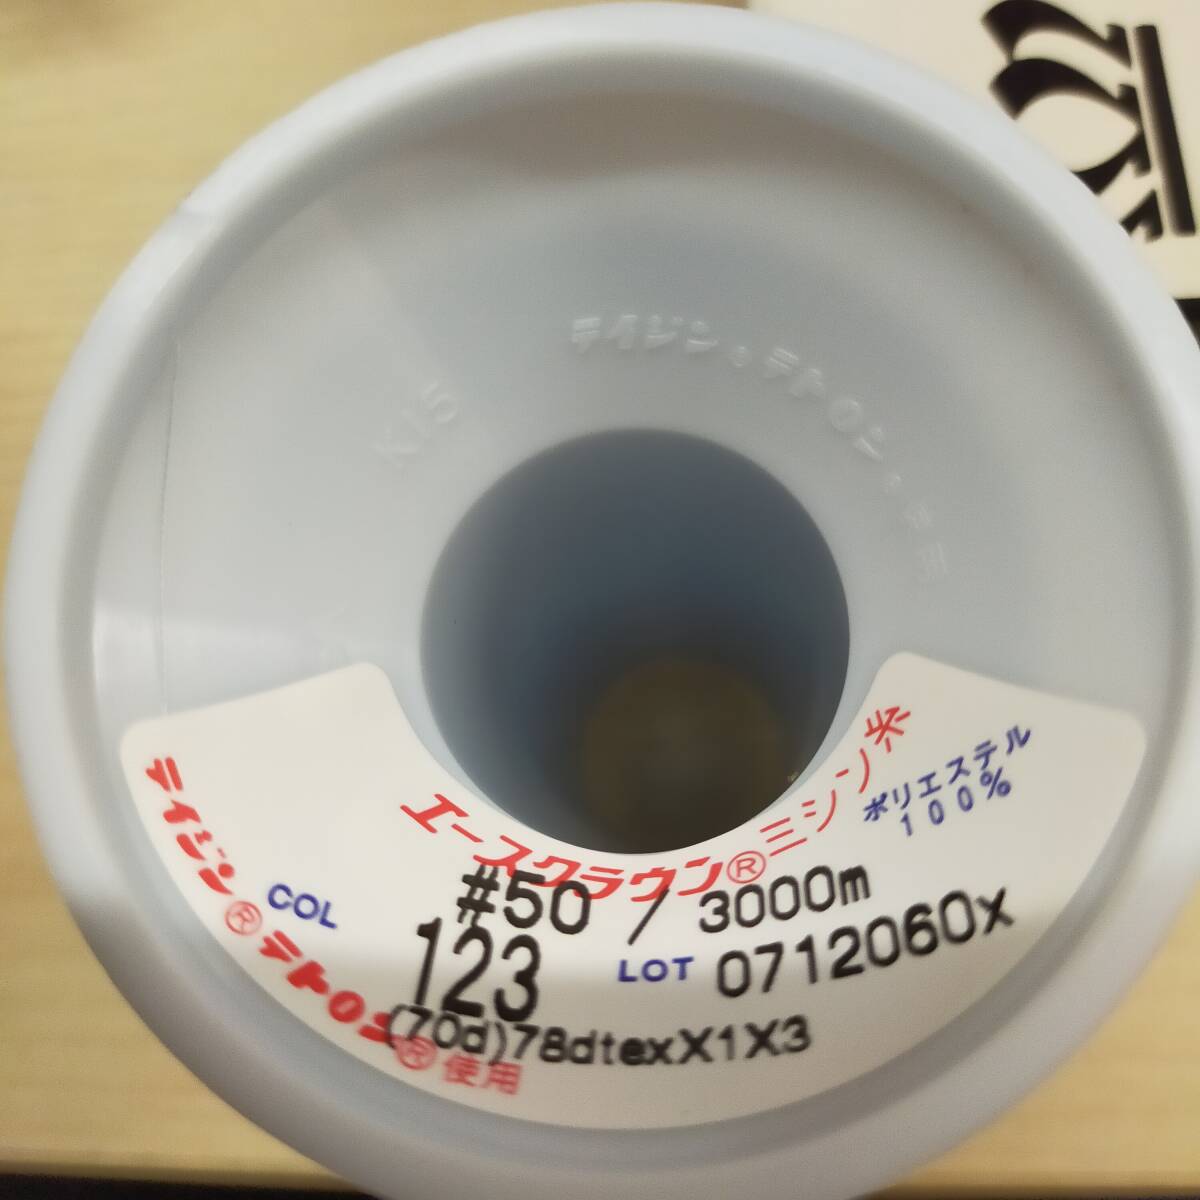 テイジン・テトロン・
K15
エースクラウン®ミシン糸
ポリエステル
100%
#50 / 3000m
COL 123 LOT 0712060x
(70d)78dtexX1X3
テイジン®テトロン®使用